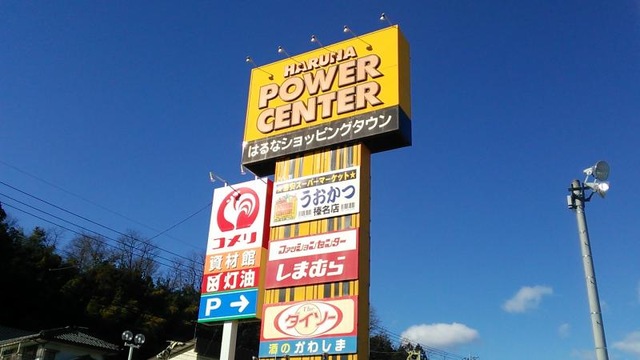 HARUNA
POWER
CENTER
はるなショッピングタウン
スーパーマーケット★
うおかつ
榛名店
ファッションセンター
しまむら
The
ダイソー
酒の かわしま
コメリ
資材館
灯油
P→